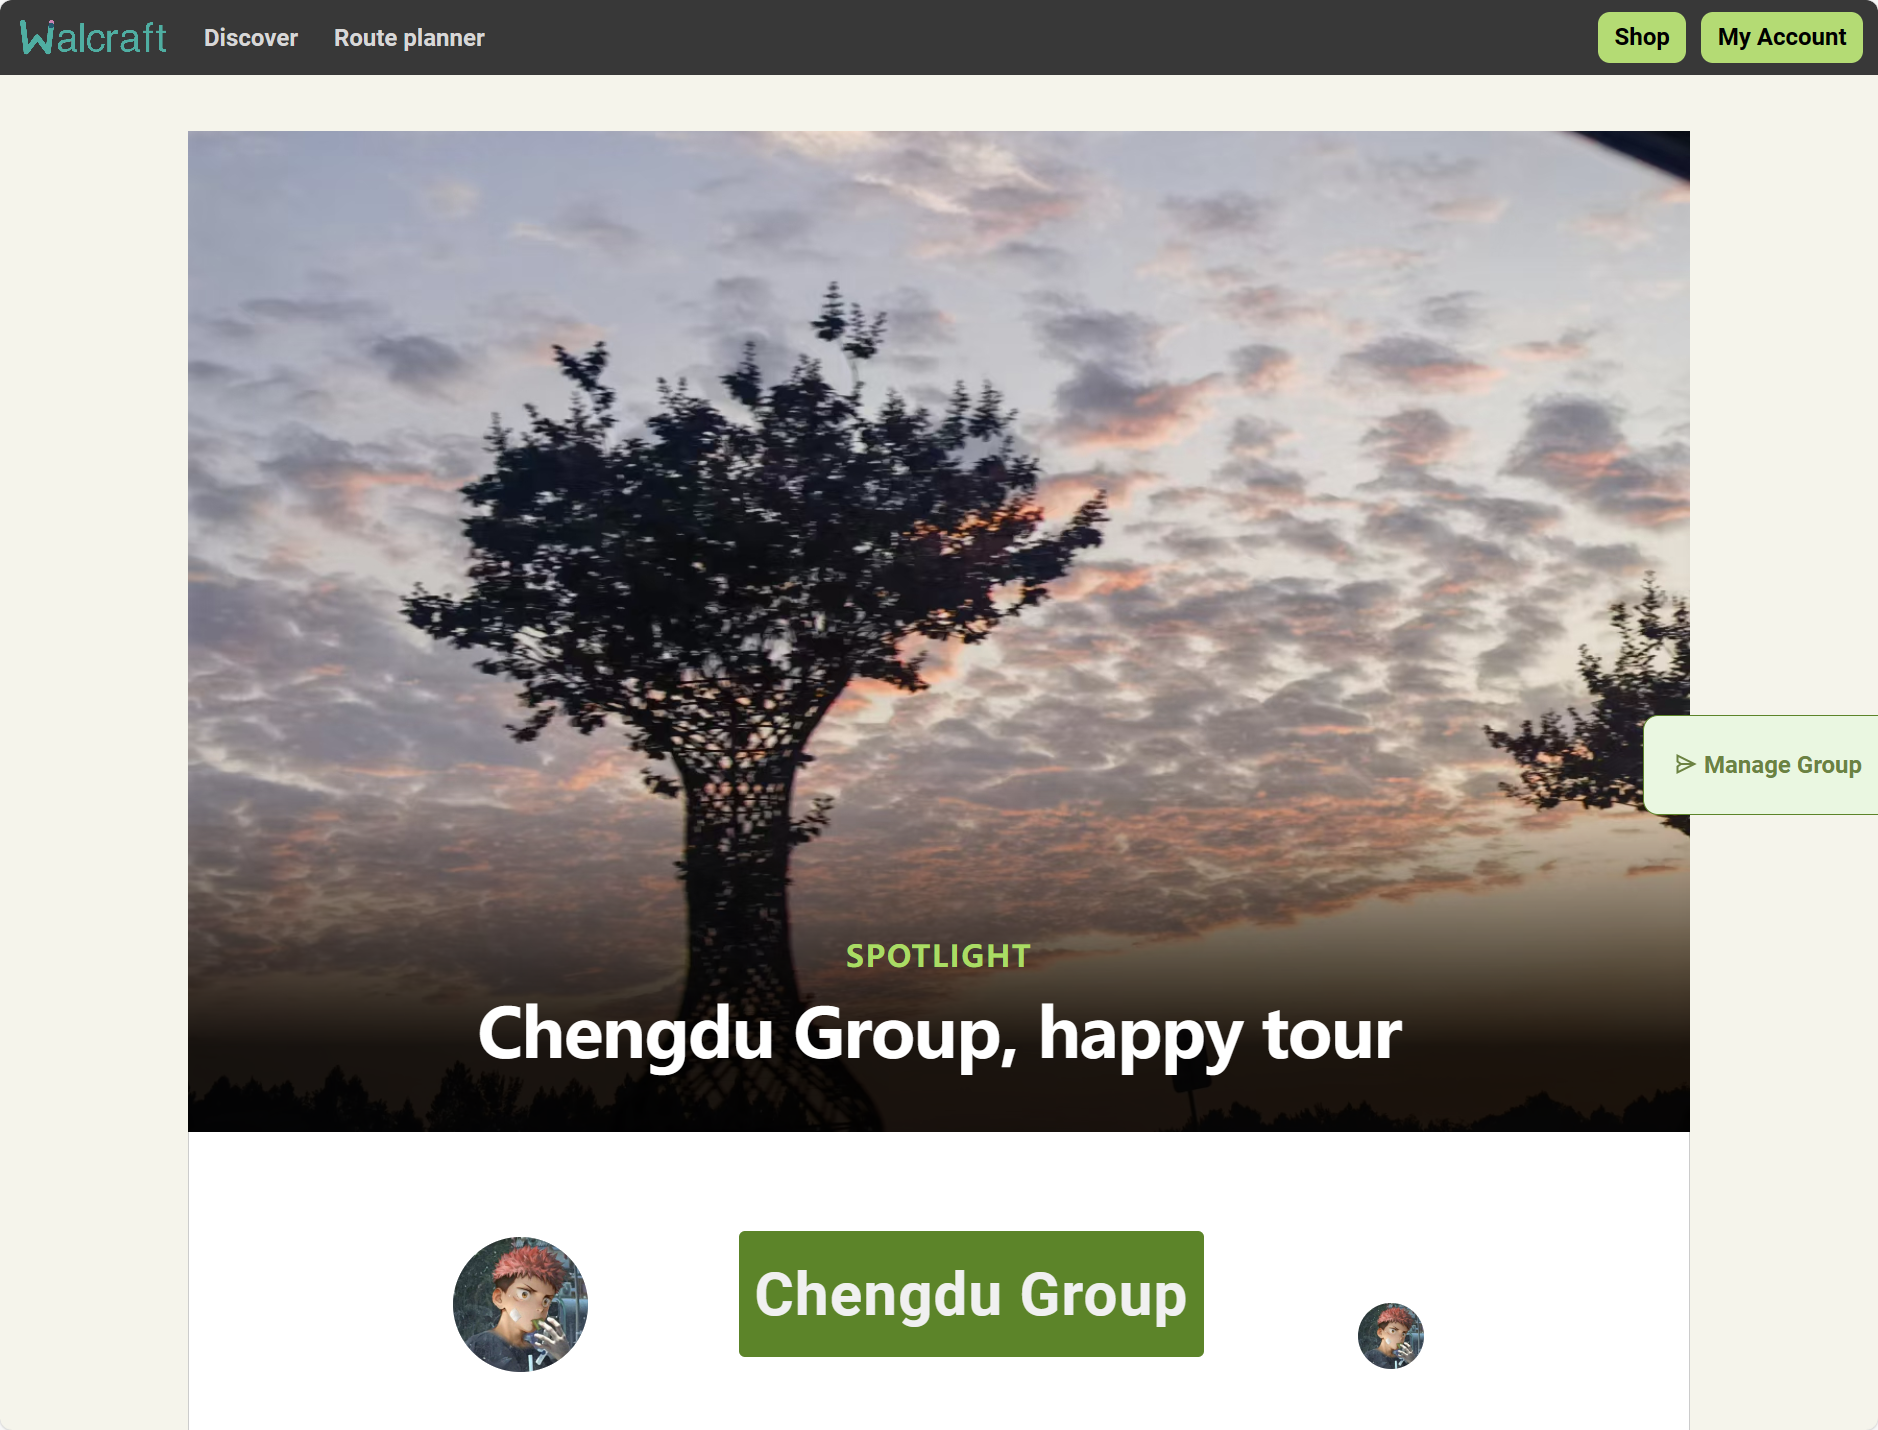 Walcraft
Discover
Route planner
Shop
My Account
Manage Group
SPOTLIGHT
Chengdu Group, happy tour
Chengdu Group